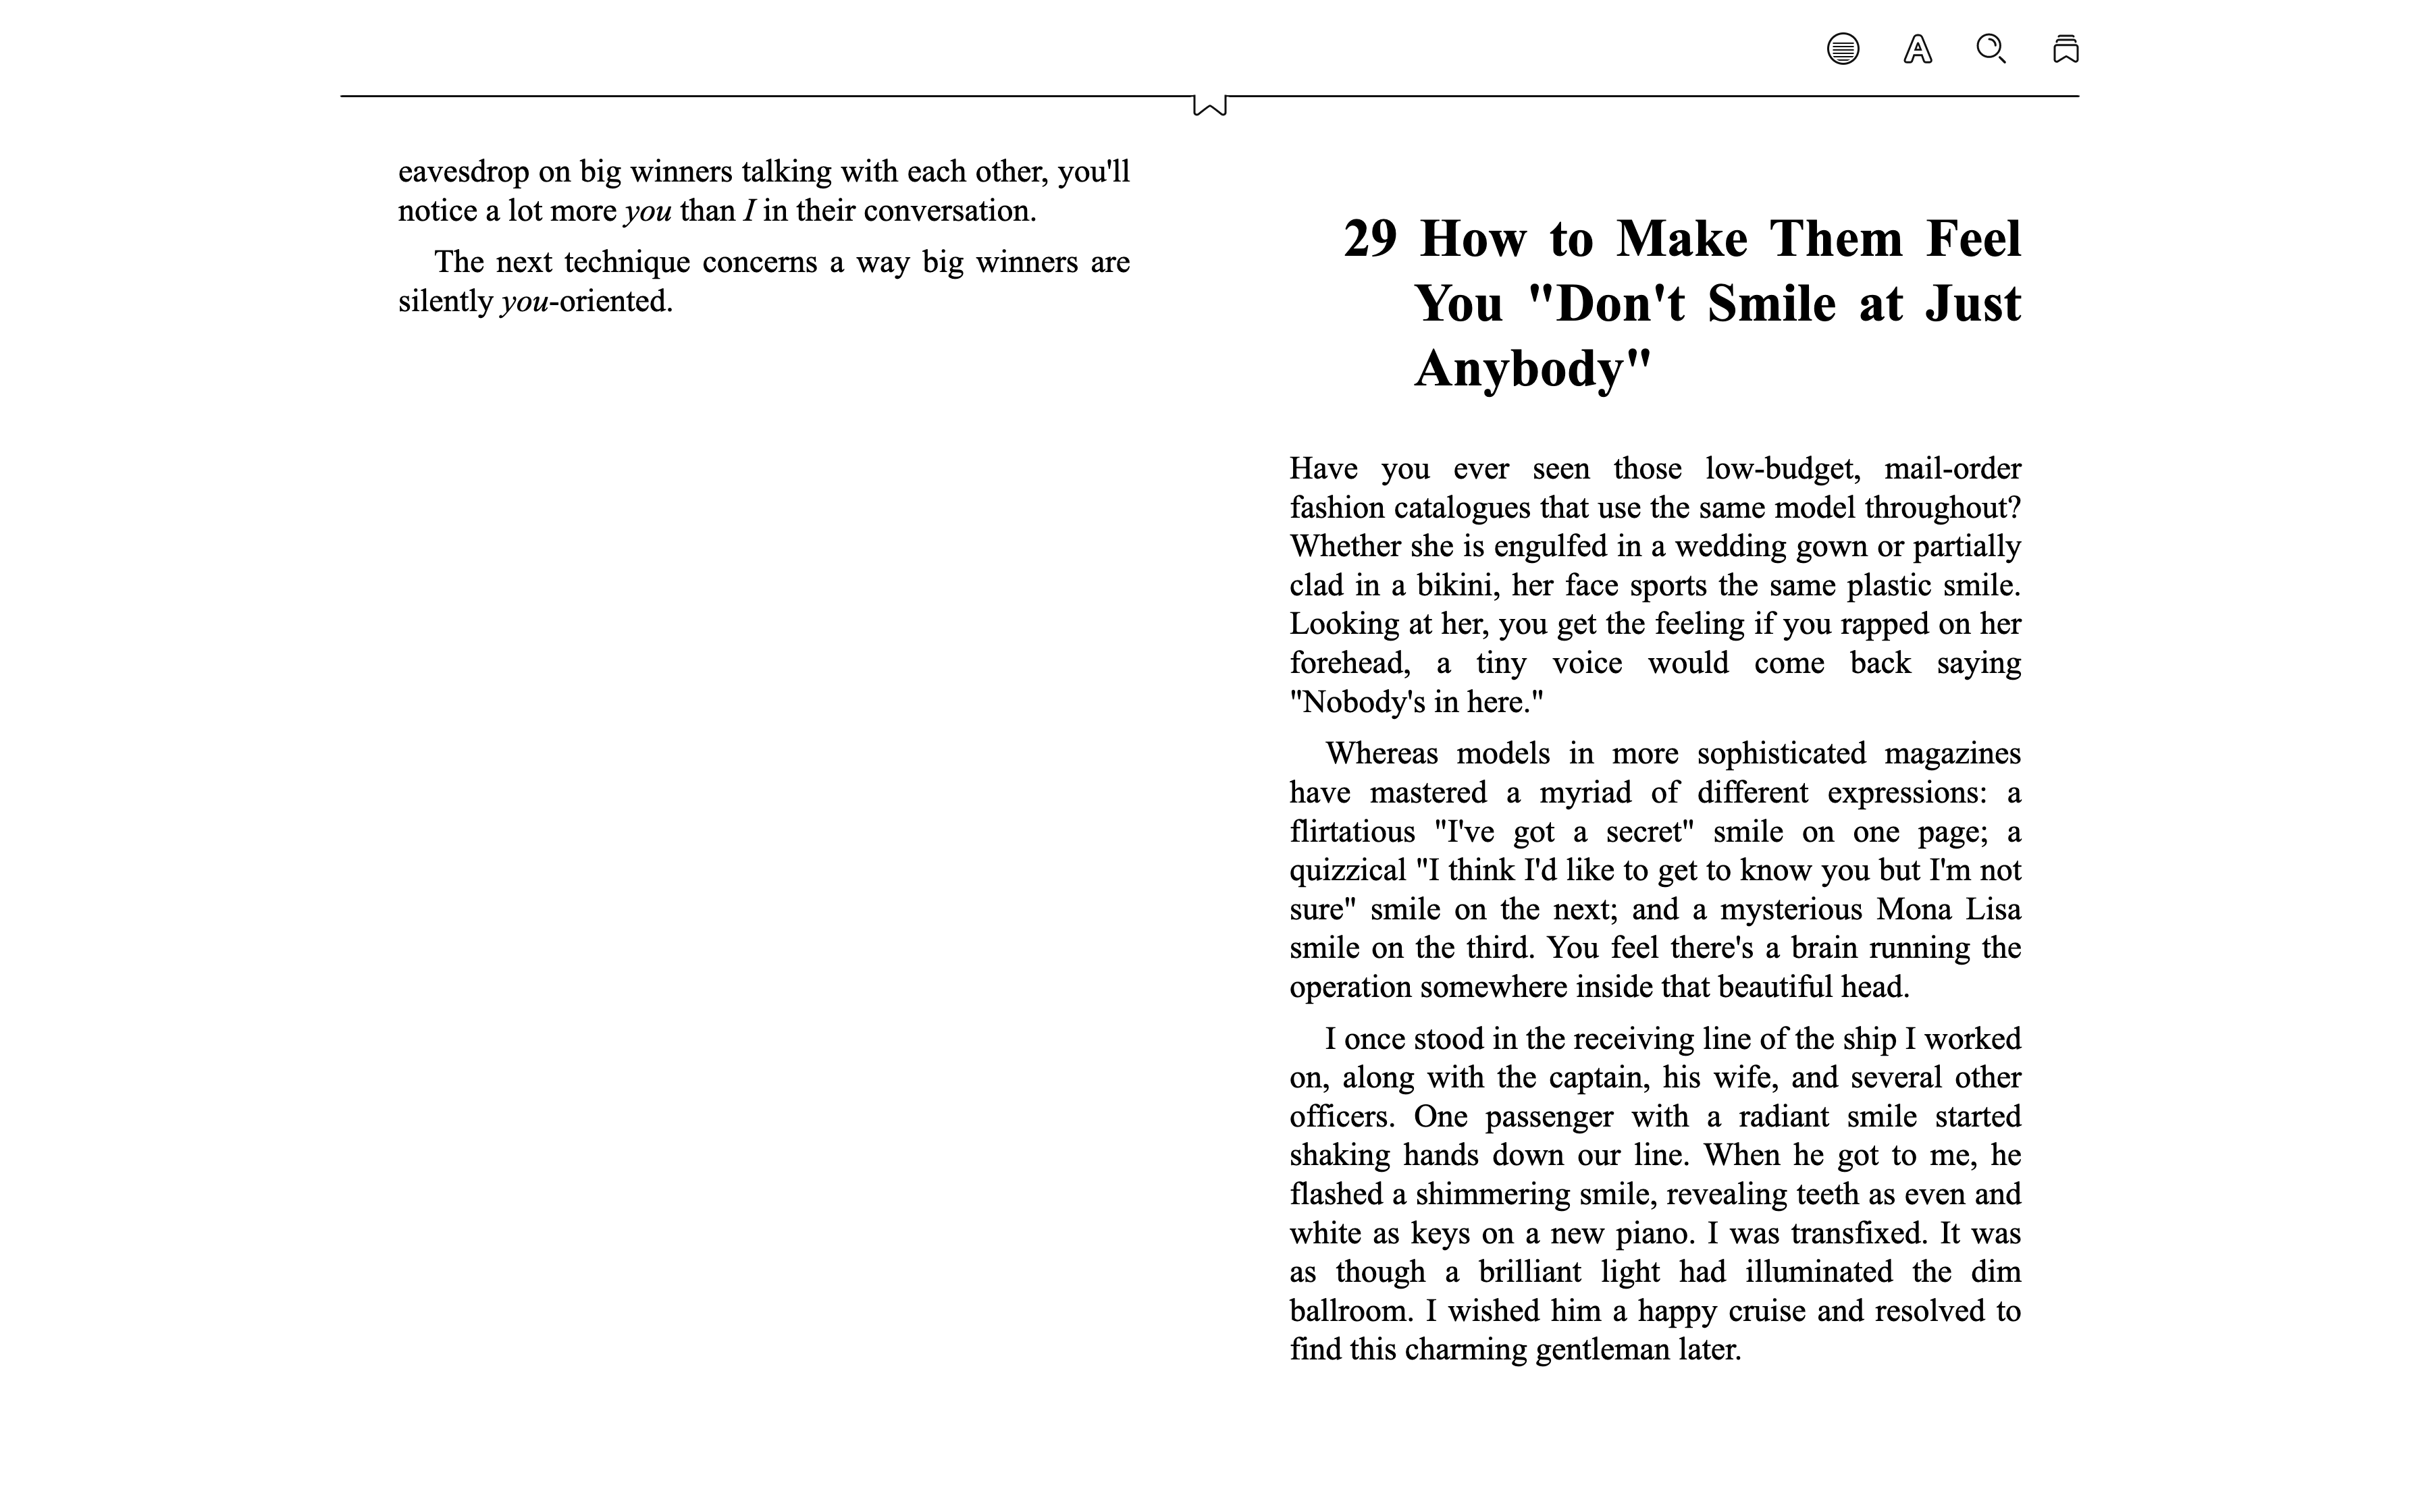 eavesdrop on big winners talking with each other, you'll
notice a lot more you than I in their conversation.
The next technique concerns a way big winners are
silently you-oriented.
29 How to Make Them Feel
You "Don't Smile at Just
Anybody"
Have you ever seen those low-budget, mail-order
fashion catalogues that use the same model throughout?
Whether she is engulfed in a wedding gown or partially
clad in a bikini, her face sports the same plastic smile.
Looking at her, you get the feeling if you rapped on her
forehead, a tiny voice would come back saying
"Nobody's in here."
Whereas models in more sophisticated magazines
have mastered a myriad of different expressions: a
flirtatious "I've got a secret" smile on one page; a
quizzical "I think I'd like to get to know you but I'm not
sure" smile on the next; and a mysterious Mona Lisa
smile on the third. You feel there's a brain running the
operation somewhere inside that beautiful head.
I once stood in the receiving line of the ship I worked
on, along with the captain, his wife, and several other
officers. One passenger with a radiant smile started
shaking hands down our line. When he got to me, he
flashed a shimmering smile, revealing teeth as even and
white as keys on a new piano. I was transfixed. It was
as though a brilliant light had illuminated the dim
ballroom. I wished him a happy cruise and resolved to
find this charming gentleman later.